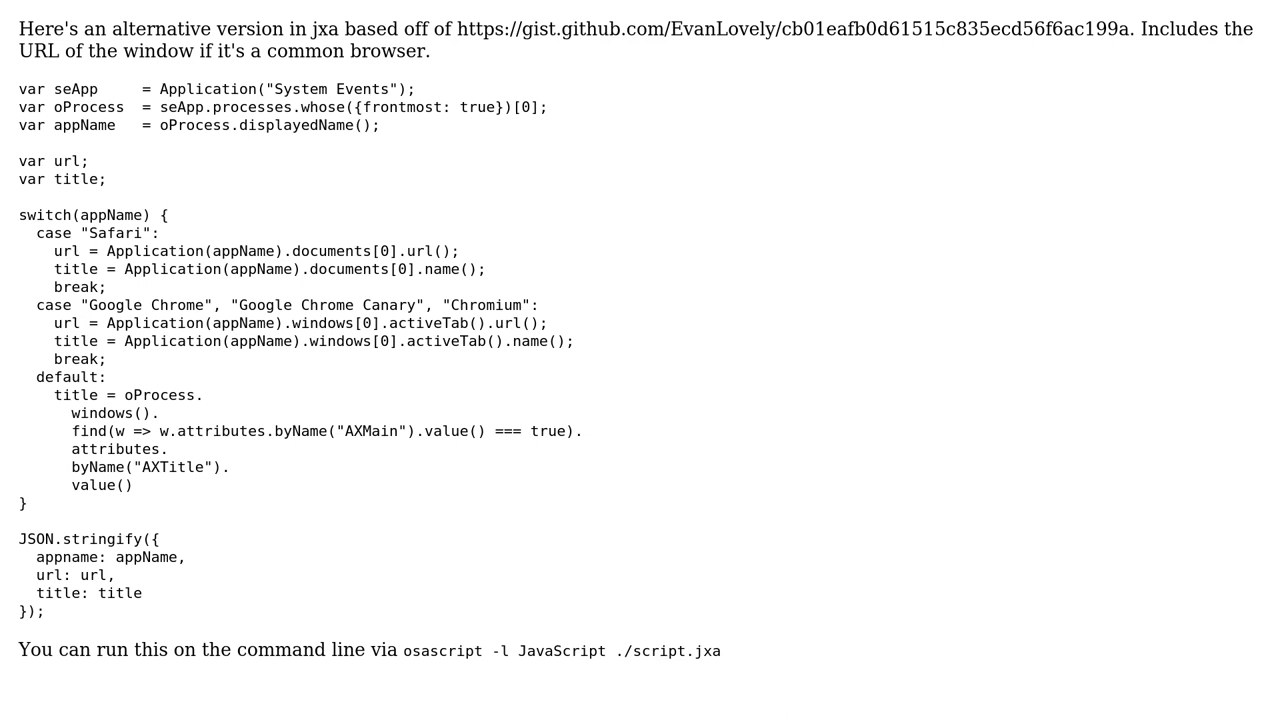 Here's an alternative version in jxa based off of https://gist.github.com/EvanLovely/cb01eafb0d61515c835ecd56f6ac199a. Includes the
URL of the window if it's a common browser.
var seApp     = Application("System Events");
var oProcess  = seApp.processes.whose({frontmost: true})[0];
var appName   = oProcess.displayedName();

var url;
var title;

switch(appName) {
  case "Safari":
    url = Application(appName).documents[0].url();
    title = Application(appName).documents[0].name();
    break;
  case "Google Chrome", "Google Chrome Canary", "Chromium":
    url = Application(appName).windows[0].activeTab().url();
    title = Application(appName).windows[0].activeTab().name();
    break;
  default:
    title = oProcess.
      windows().
      find(w => w.attributes.byName("AXMain").value() === true).
      attributes.
      byName("AXTitle").
      value()
}

JSON.stringify({
  appname: appName,
  url: url,
  title: title
});
You can run this on the command line via osascript -l JavaScript ./script.jxa